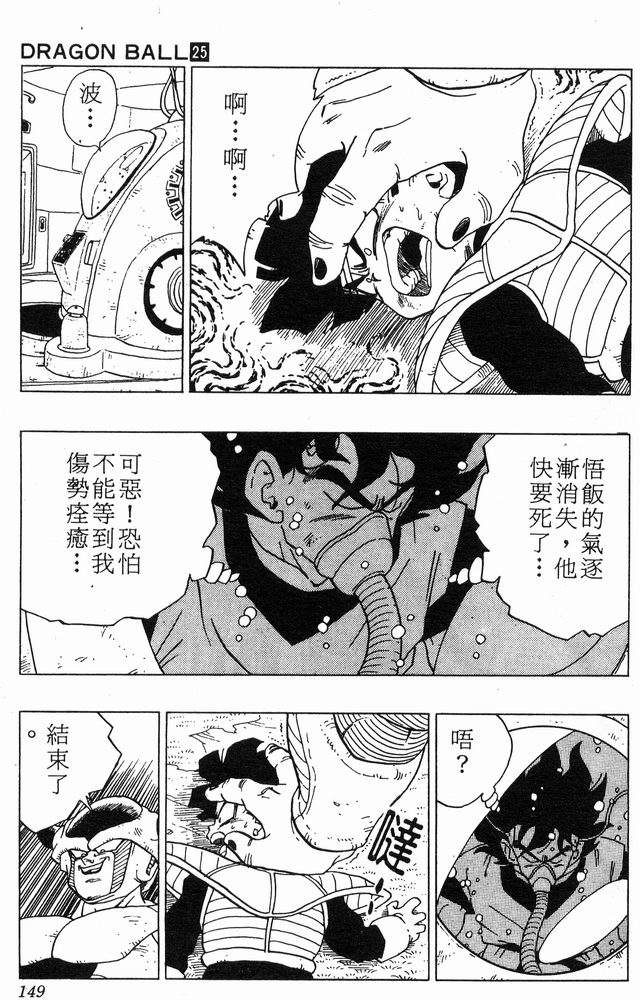 DRAGON BALL 25
啊…啊…
波…
悟飯的氣逐
漸消失，他
快要死了…
可惡！恐怕
不能等到我
傷勢痊癒…
唔？
噠
結束了
。
149